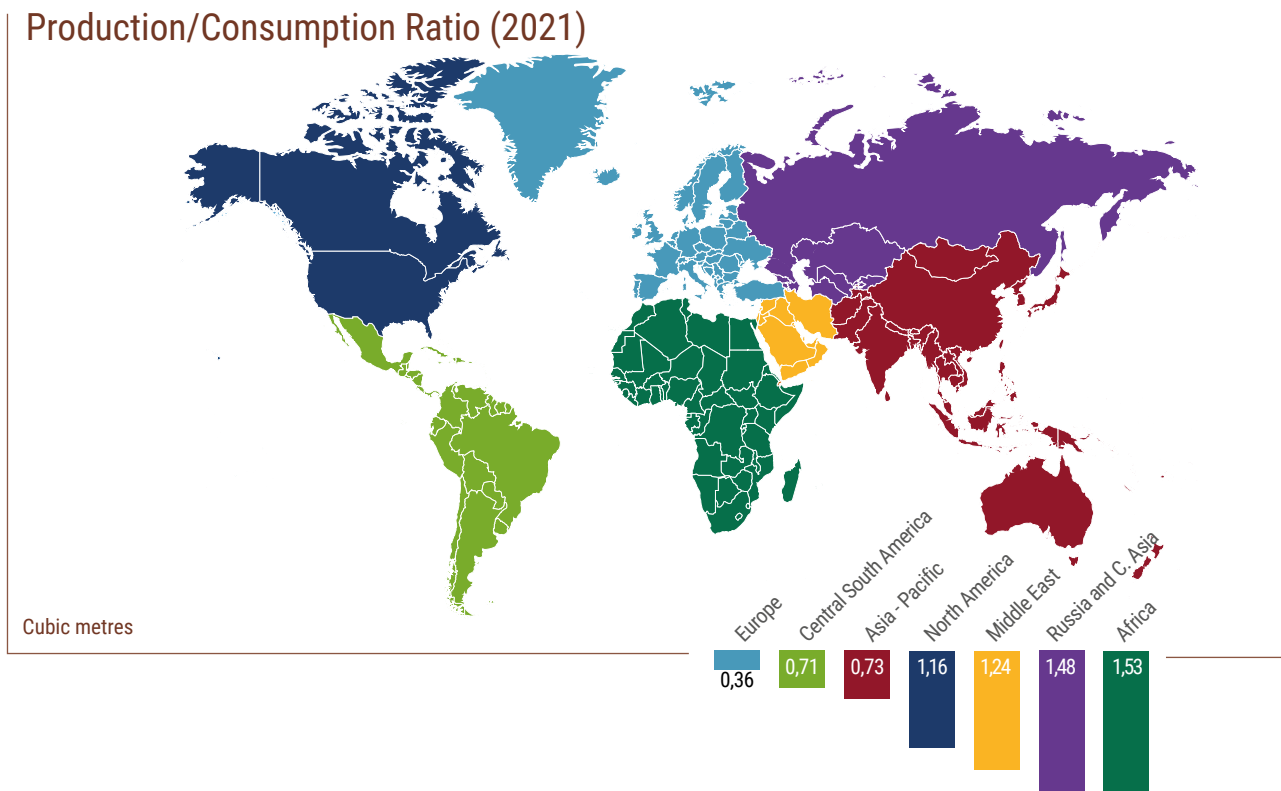 Production/Consumption Ratio (2021)
Cubic metres
Europe
Central South America
Asia - Pacific
North America
Middle East
Russia and C. Asia
Africa
0,36
0,71
0,73
1,16
1,24
1,48
1,53